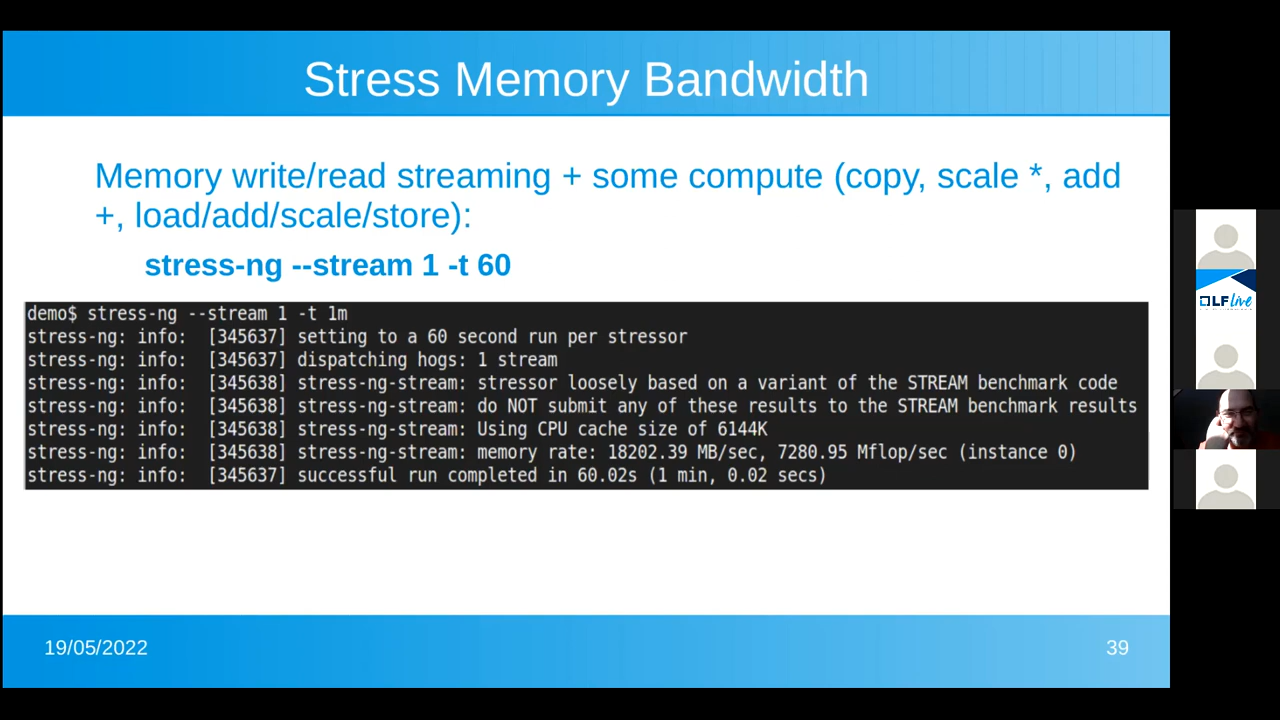 Stress Memory Bandwidth
Memory write/read streaming + some compute (copy, scale *, add
+, load/add/scale/store):
stress-ng --stream 1 -t 60
demo$ stress-ng --stream 1 -t 1m
stress-ng: info:  [345637] setting to a 60 second run per stressor
stress-ng: info:  [345637] dispatching hogs: 1 stream
stress-ng: info:  [345638] stress-ng-stream: stressor loosely based on a variant of the STREAM benchmark code
stress-ng: info:  [345638] stress-ng-stream: do NOT submit any of these results to the STREAM benchmark results
stress-ng: info:  [345638] stress-ng-stream: Using CPU cache size of 6144K
stress-ng: info:  [345638] stress-ng-stream: memory rate: 18202.39 MB/sec, 7280.95 Mflop/sec (instance 0)
stress-ng: info:  [345637] successful run completed in 60.02s (1 min, 0.02 secs)
19/05/2022
39
LF live